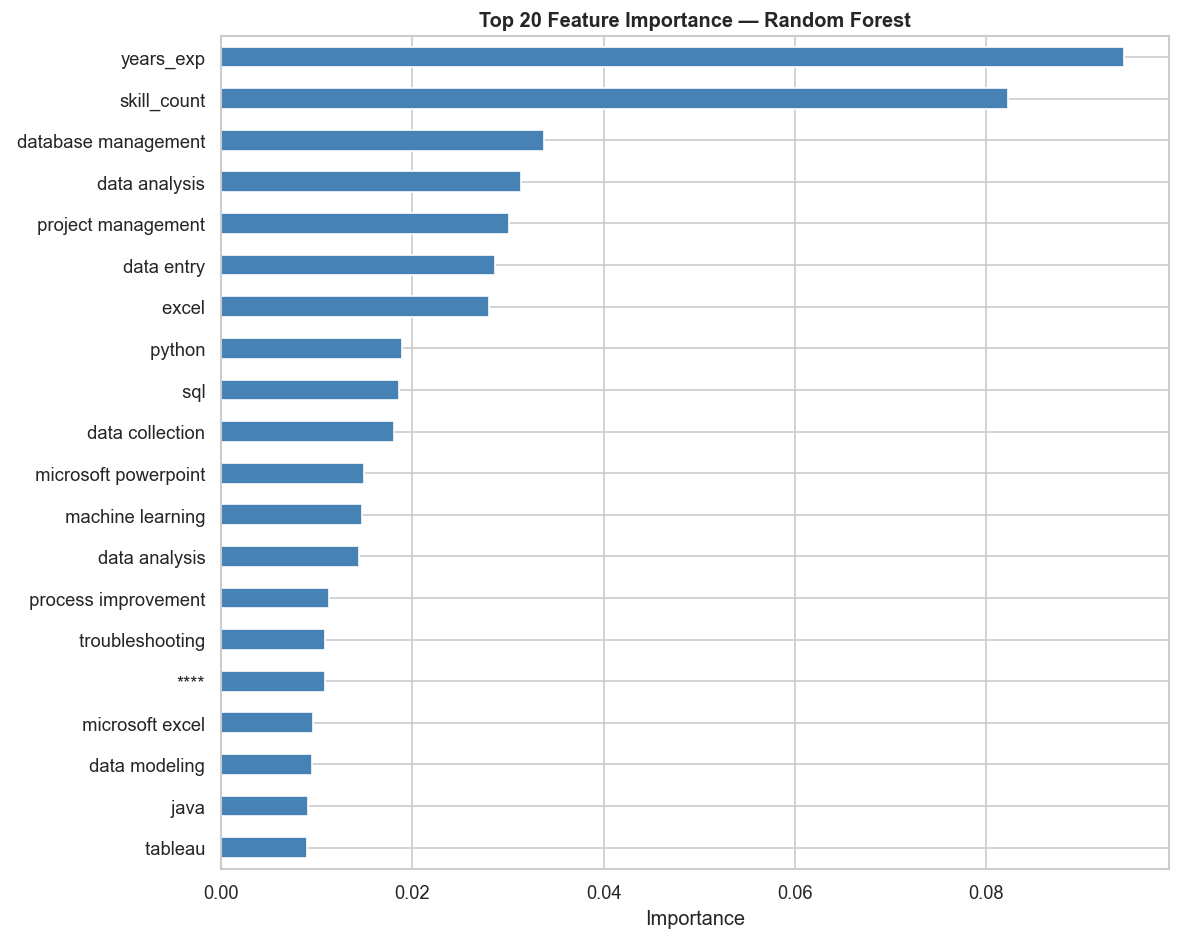 Top 20 Feature Importance — Random Forest
years_exp
skill_count
database management
data analysis
project management
data entry
excel
python
sql
data collection
microsoft powerpoint
machine learning
data analysis
process improvement
troubleshooting
****
microsoft excel
data modeling
java
tableau
0.00 0.02 0.04 0.06 0.08
Importance